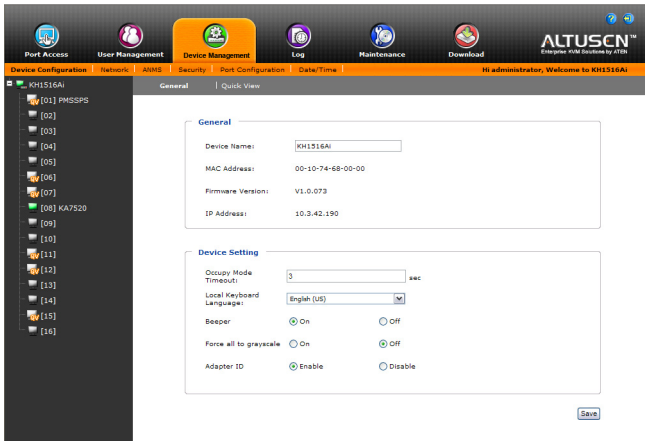 ALTUSCN™
Enterprise KVM Solutions by ATEN
Port Access User Management Device Management Log Maintenance Download
Device Configuration Network ANMS Security Port Configuration Date/Time Hi administrator, Welcome to KH1516Ai
KH1516Ai
[01] PMSSPS
[02]
[03]
[04]
[05]
[06]
[07]
[08] KA7520
[09]
[10]
[11]
[12]
[13]
[14]
[15]
[16]
General | Quick View
General
Device Name: KH1516Ai
MAC Address: 00-10-74-68-00-00
Firmware Version: V1.0.073
IP Address: 10.3.42.190
Device Setting
Occupy Mode Timeout: 3 sec
Local Keyboard Language: English (US)
Beeper On Off
Force all to grayscale On Off
Adapter ID Enable Disable
Save